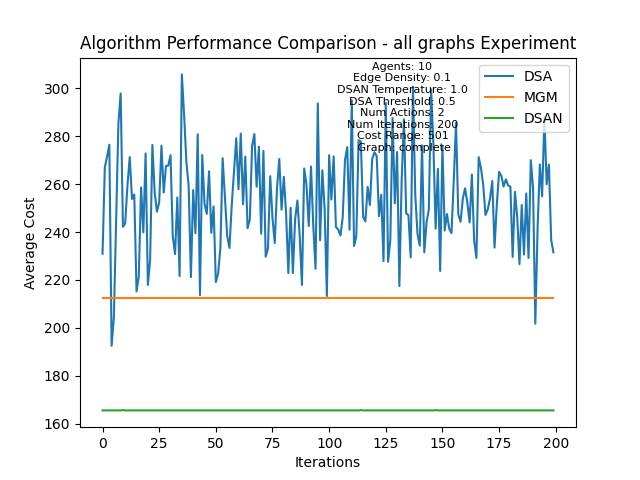 Algorithm Performance Comparison - all graphs Experiment
Agents: 10
Edge Density: 0.1
DSAN Temperature: 1.0
DSA Threshold: 0.5
Num Actions: 2
Num Iterations: 200
Cost Range: 501
Graph: complete
DSA
MGM
DSAN
Average Cost
300
280
260
240
220
200
180
160
0
25
50
75
100
125
150
175
200
Iterations